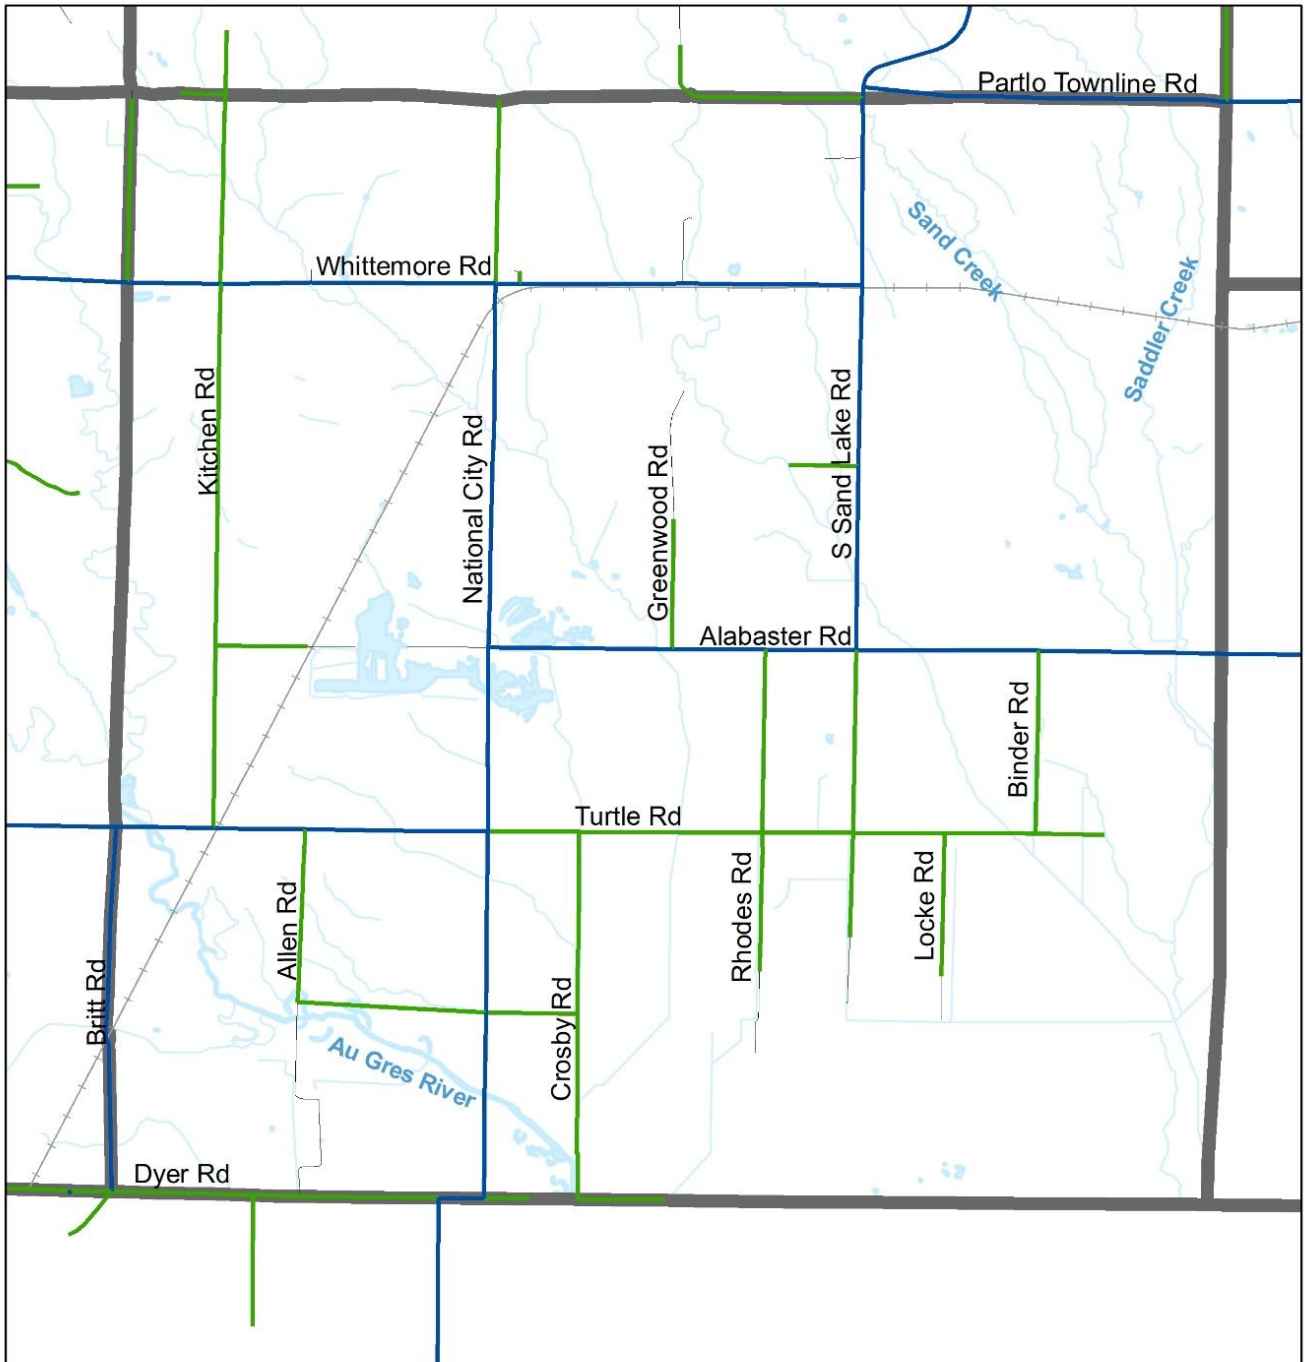 Partlo Townline Rd
Sand Creek
Whittemore Rd
Saddler Creek
Kitchen Rd
National City Rd
Greenwood Rd
S Sand Lake Rd
Alabaster Rd
Binder Rd
Turtle Rd
Allen Rd
Rhodes Rd
Locke Rd
Britt Rd
Crosby Rd
Au Gres River
Dyer Rd